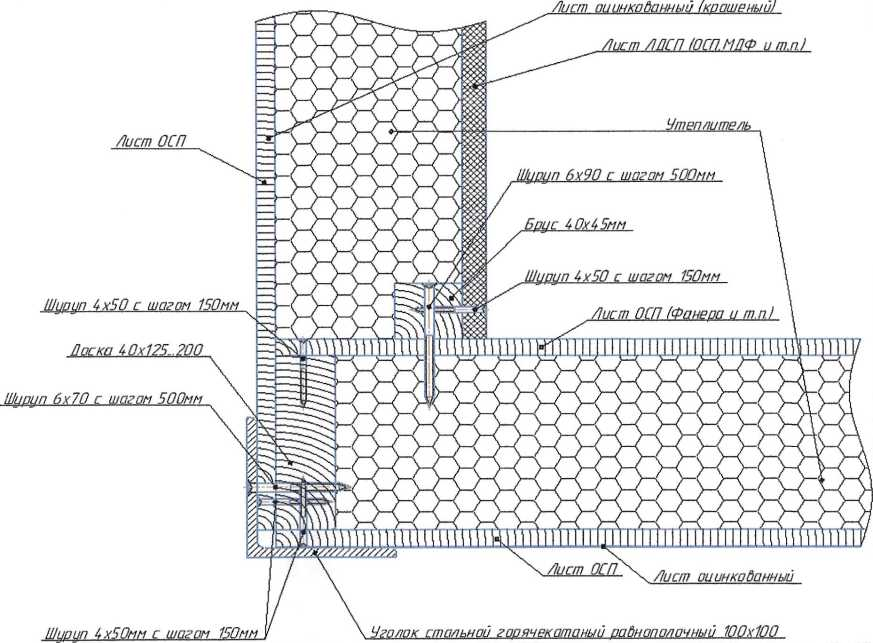 Лист оцинкованный (крашеный)
Лист ЛДСП (ОСП,МДФ и т.п.)
Утеплитель
Лист ОСП
Шуруп 6х90 с шагом 500мм
Брус 40х45мм
Шуруп 4х50 с шагом 150мм
Шуруп 4х50 с шагом 150мм
Лист ОСП (Фанера и т.п.)
Доска 40х125...200
Шуруп 6х70 с шагом 500мм
Лист ОСП
Лист оцинкованный
Шуруп 4х50мм с шагом 150мм
Уголок стальной горячекатаный равнополочный 100х100